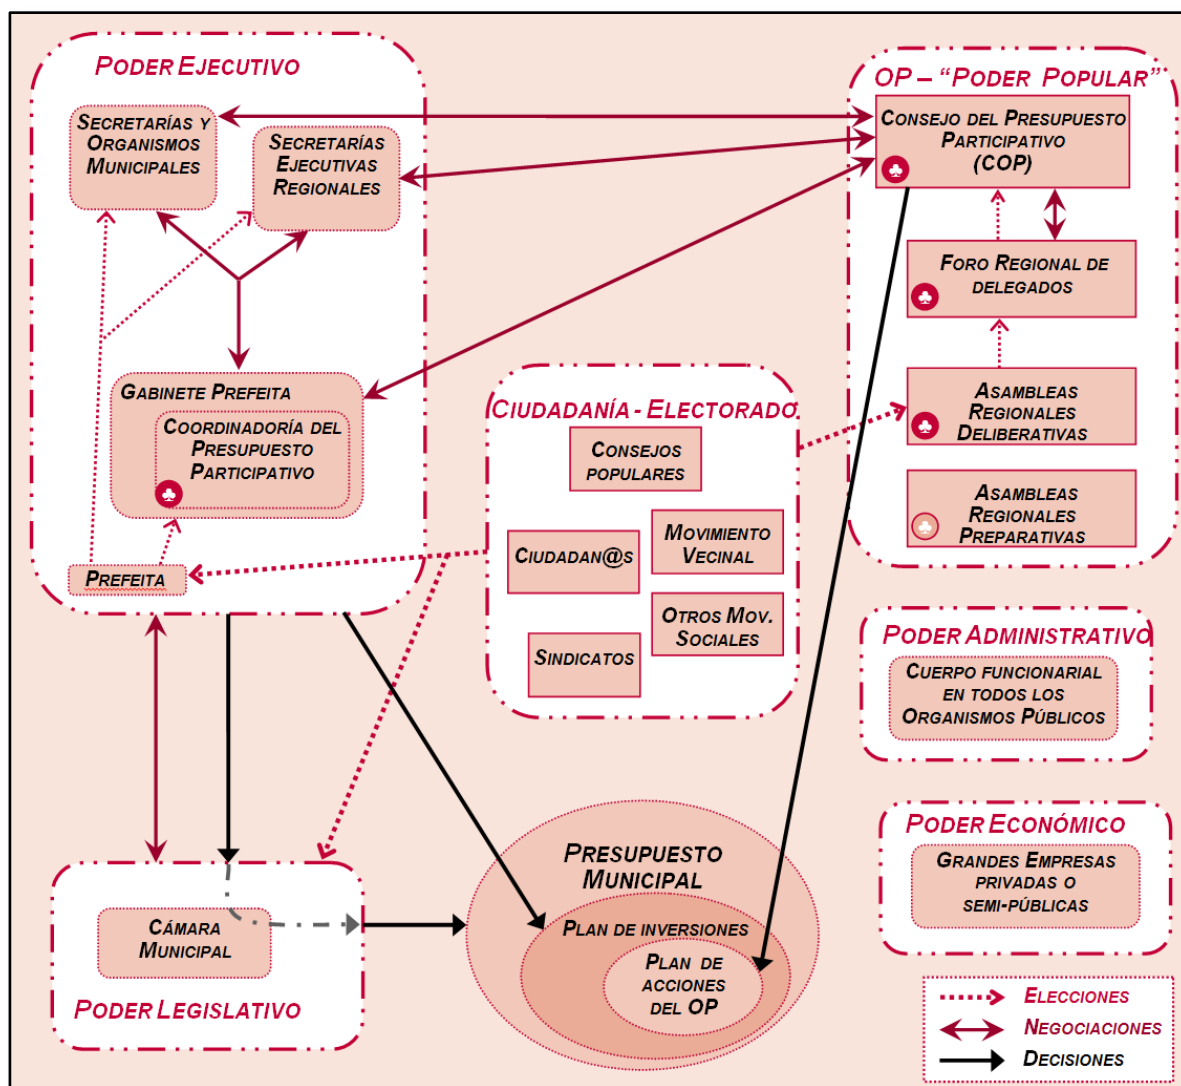 Poder Ejecutivo
Secretarías y
Organismos
Municipales
Secretarías
Ejecutivas
Regionales
Gabinete Prefeita
Coordinadoría del
Presupuesto
Participativo
Prefeita
OP – “Poder Popular”
Consejo del Presupuesto
Participativo
(COP)
Foro Regional de
delegados
Asambleas
Regionales
Deliberativas
Asambleas
Regionales
Preparativas
Ciudadanía - Electorado
Consejos
populares
Ciudadan@s
Movimiento
Vecinal
Otros Mov.
Sociales
Sindicatos
Poder Administrativo
Cuerpo funcionarial
en todos los
Organismos Públicos
Poder Económico
Grandes Empresas
privadas o
semi-públicas
Cámara
Municipal
Poder Legislativo
Presupuesto
Municipal
Plan de inversiones
Plan de
acciones
del OP
Elecciones
Negociaciones
Decisiones